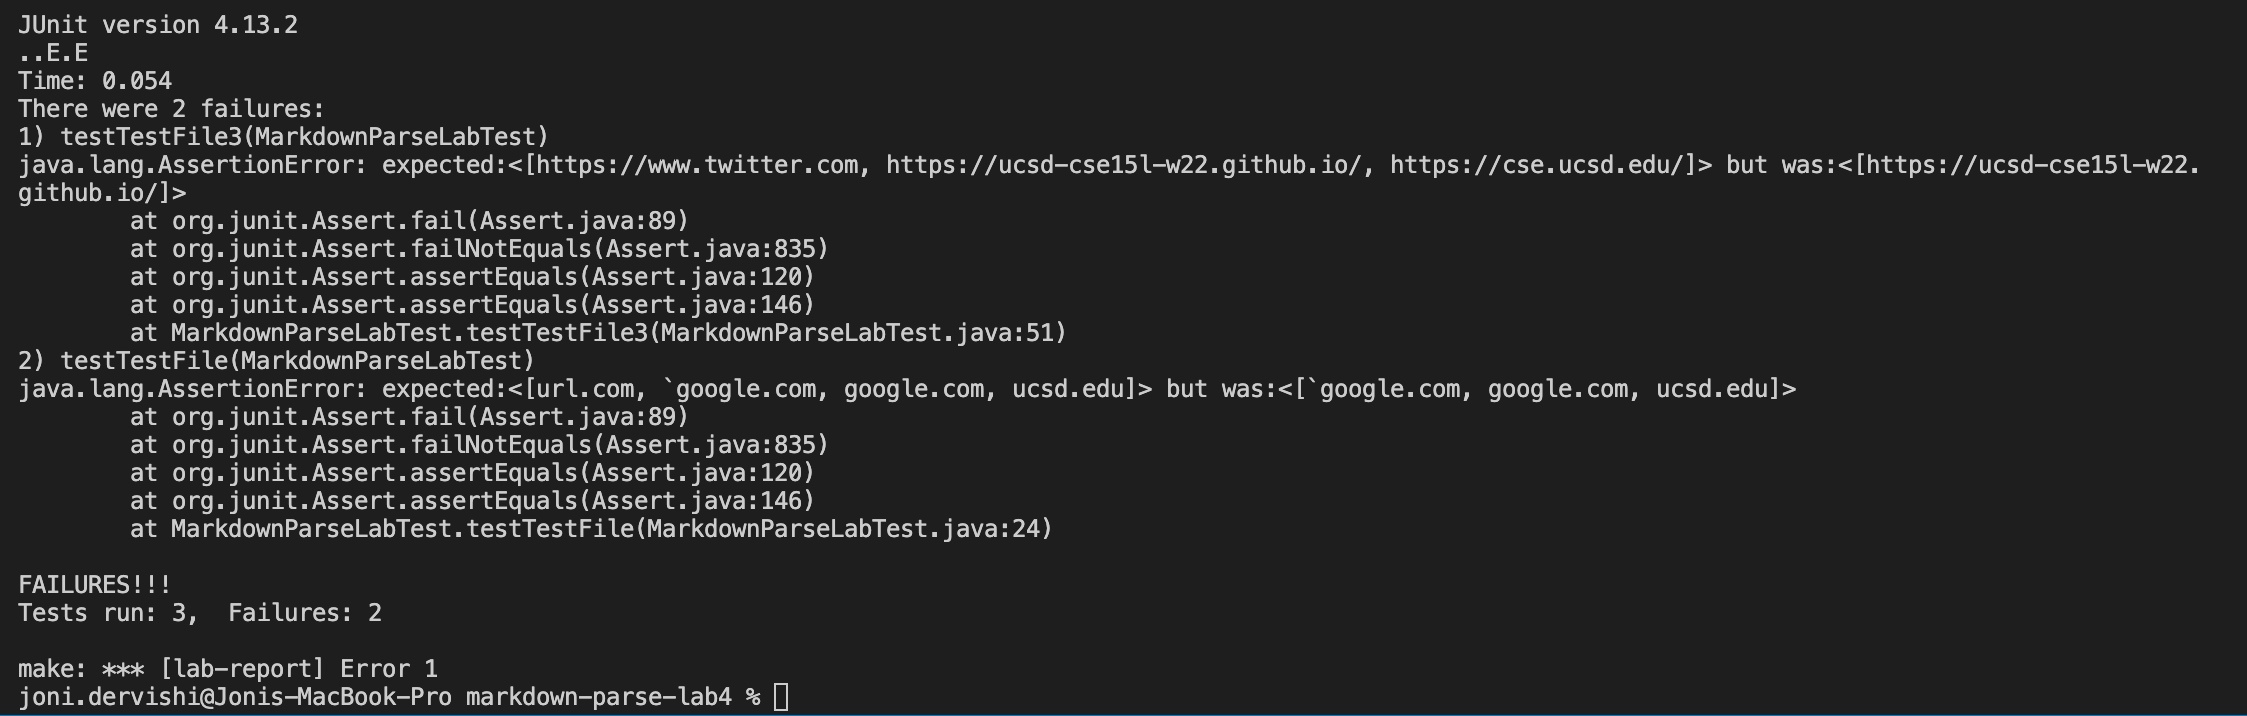 JUnit version 4.13.2
..E.E
Time: 0.054
There were 2 failures:
1) testTestFile3(MarkdownParseLabTest)
java.lang.AssertionError: expected:<[https://www.twitter.com, https://ucsd-cse15l-w22.github.io/, https://cse.ucsd.edu/]> but was:<[https://ucsd-cse15l-w22.
github.io/]>
        at org.junit.Assert.fail(Assert.java:89)
        at org.junit.Assert.failNotEquals(Assert.java:835)
        at org.junit.Assert.assertEquals(Assert.java:120)
        at org.junit.Assert.assertEquals(Assert.java:146)
        at MarkdownParseLabTest.testTestFile3(MarkdownParseLabTest.java:51)
2) testTestFile(MarkdownParseLabTest)
java.lang.AssertionError: expected:<[url.com, `google.com, google.com, ucsd.edu]> but was:<[`google.com, google.com, ucsd.edu]>
        at org.junit.Assert.fail(Assert.java:89)
        at org.junit.Assert.failNotEquals(Assert.java:835)
        at org.junit.Assert.assertEquals(Assert.java:120)
        at org.junit.Assert.assertEquals(Assert.java:146)
        at MarkdownParseLabTest.testTestFile(MarkdownParseLabTest.java:24)

FAILURES!!!
Tests run: 3,  Failures: 2

make: *** [lab-report] Error 1
joni.dervishi@Jonis-MacBook-Pro markdown-parse-lab4 %